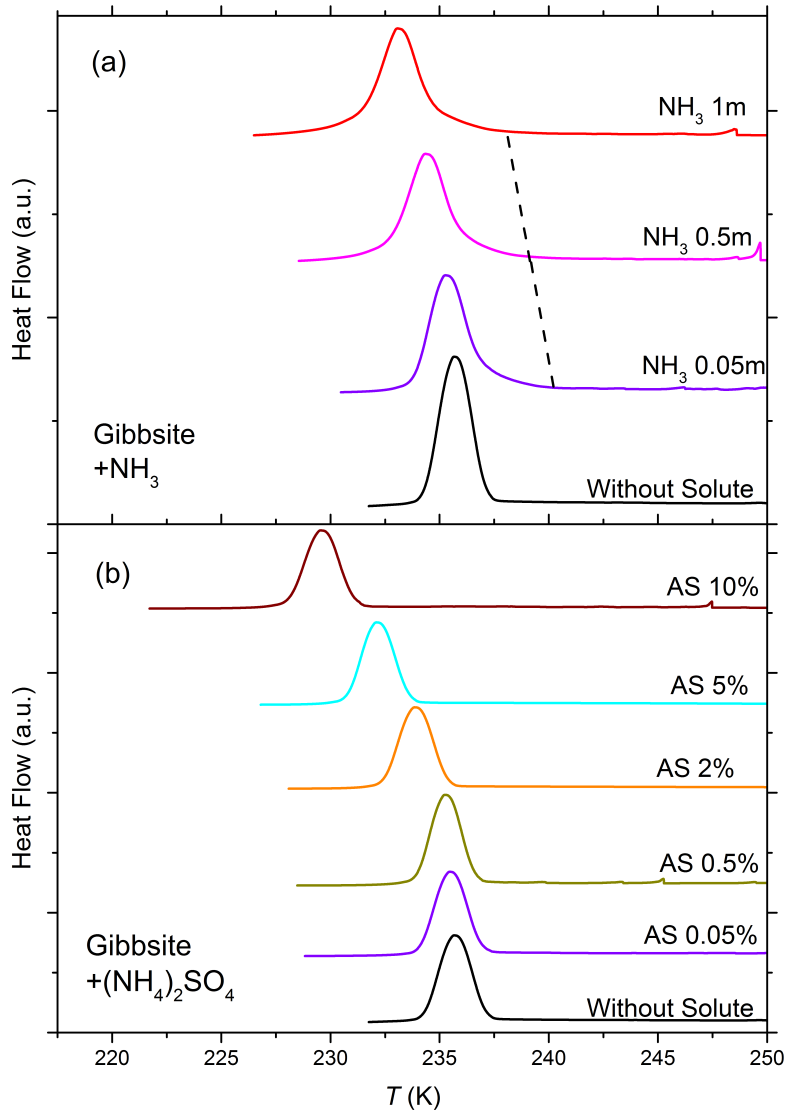 (a)
NH₃ 1m
NH₃ 0.5m
NH₃ 0.05m
Without Solute
Gibbsite
+NH₃
Heat Flow (a.u.)
(b)
AS 10%
AS 5%
AS 2%
AS 0.5%
AS 0.05%
Without Solute
Gibbsite
+(NH₄)₂SO₄
Heat Flow (a.u.)
220 225 230 235 240 245 250
T (K)